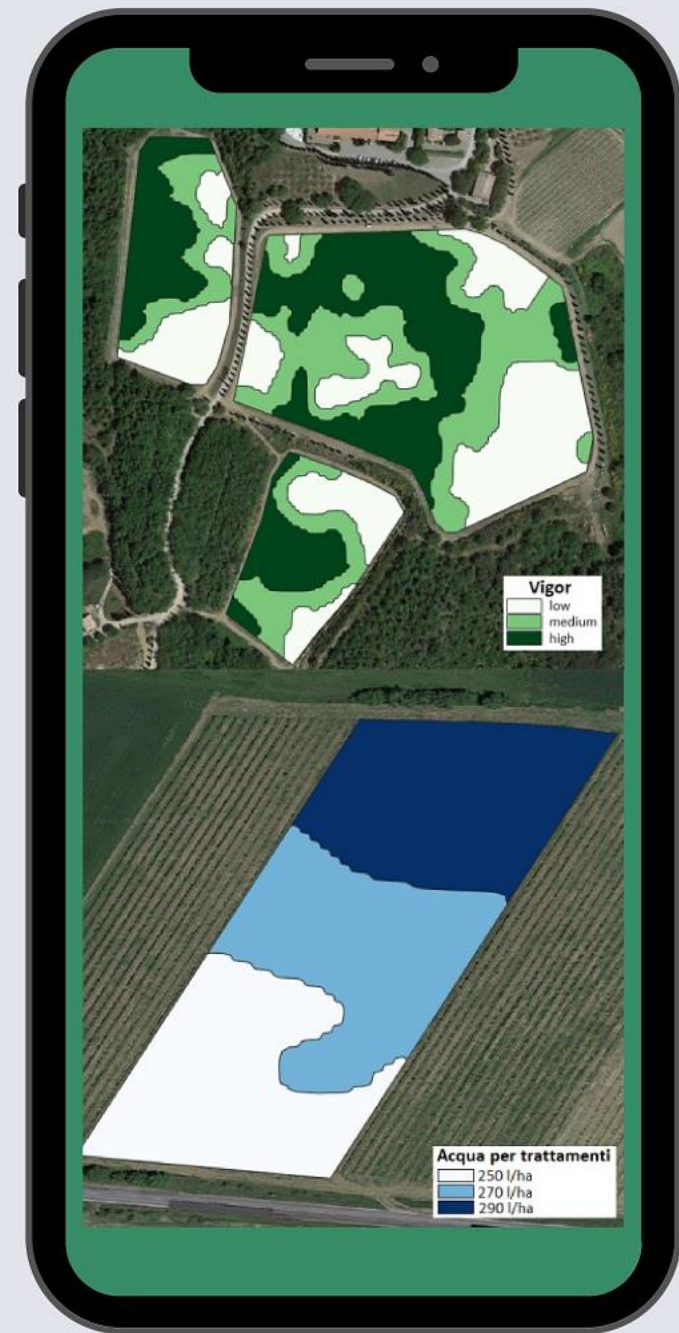 Vigor
low
medium
high
Acqua per trattamenti
250 l/ha
270 l/ha
290 l/ha